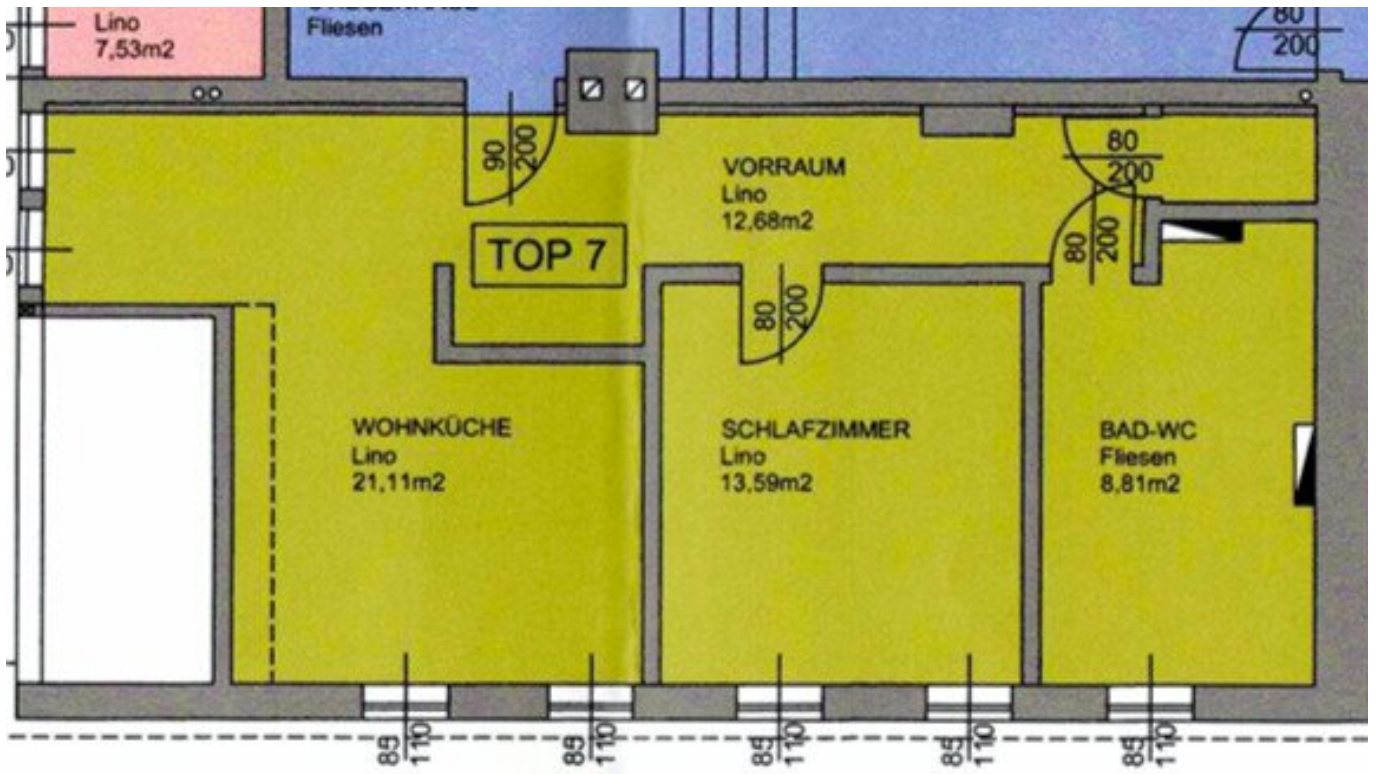 Lino
7,53m2
Fliesen
80
200
90
200
VORRAUM
Lino
12,68m2
80
200
TOP 7
80
200
80
200
WOHNKÜCHE
Lino
21,11m2
SCHLAFZIMMER
Lino
13,59m2
BAD-WC
Fliesen
8,81m2
85
110
85
110
85
110
85
110
85
110